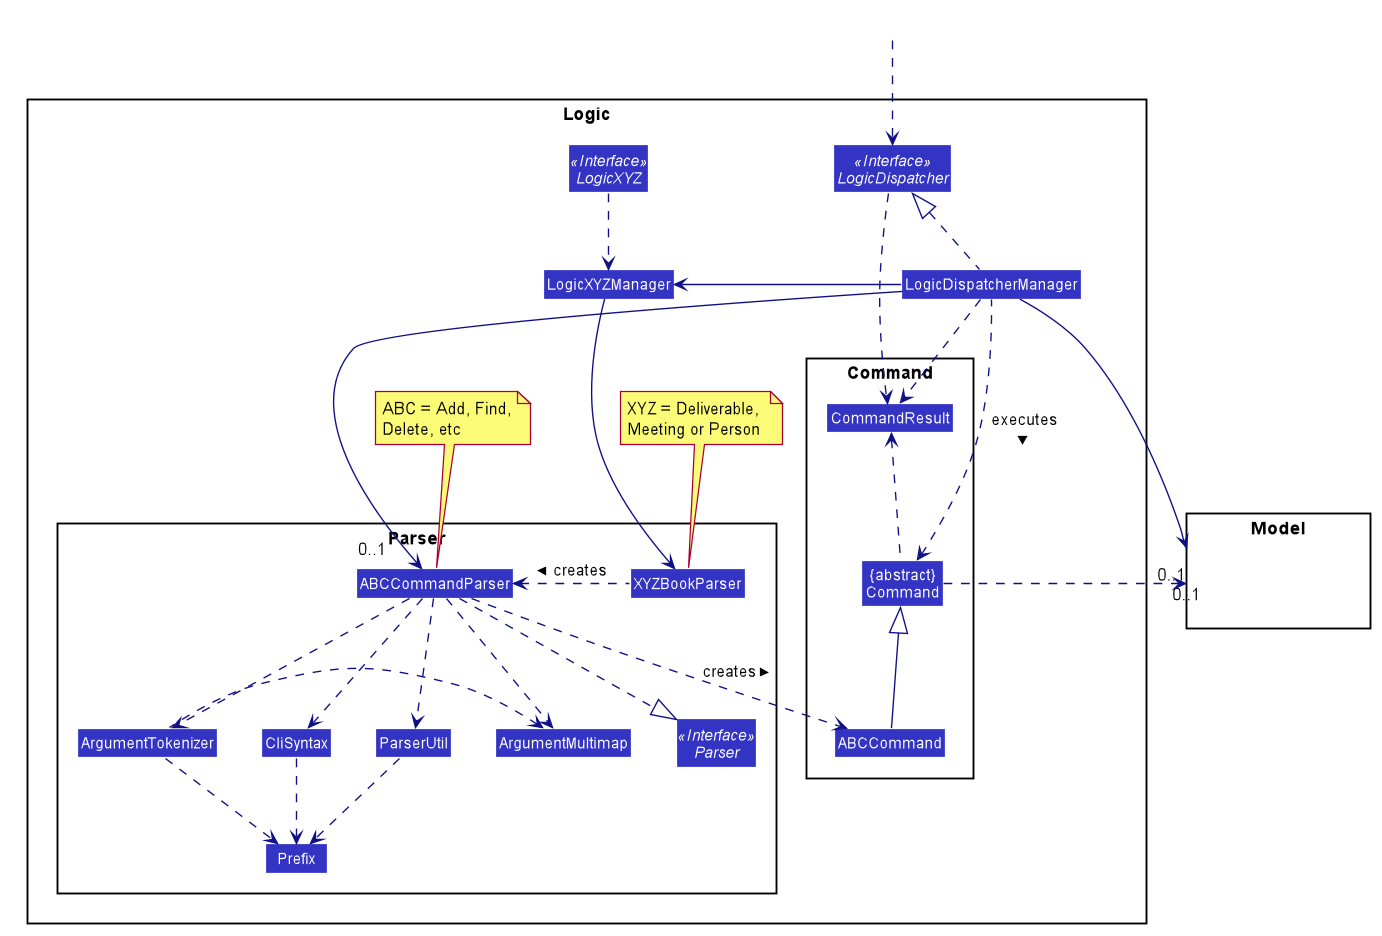 Logic
«Interface»
LogicXYZ
«Interface»
LogicDispatcher
LogicXYZManager
LogicDispatcherManager
Command
ABC = Add, Find,
Delete, etc
XYZ = Deliverable,
Meeting or Person
CommandResult
executes
▼
Parser
Model
0..1
ABCCommandParser
◄ creates
XYZBookParser
{abstract}
Command
0..1
0..1
creates ►
ArgumentTokenizer
CliSyntax
ParserUtil
ArgumentMultimap
«Interface»
Parser
ABCCommand
Prefix